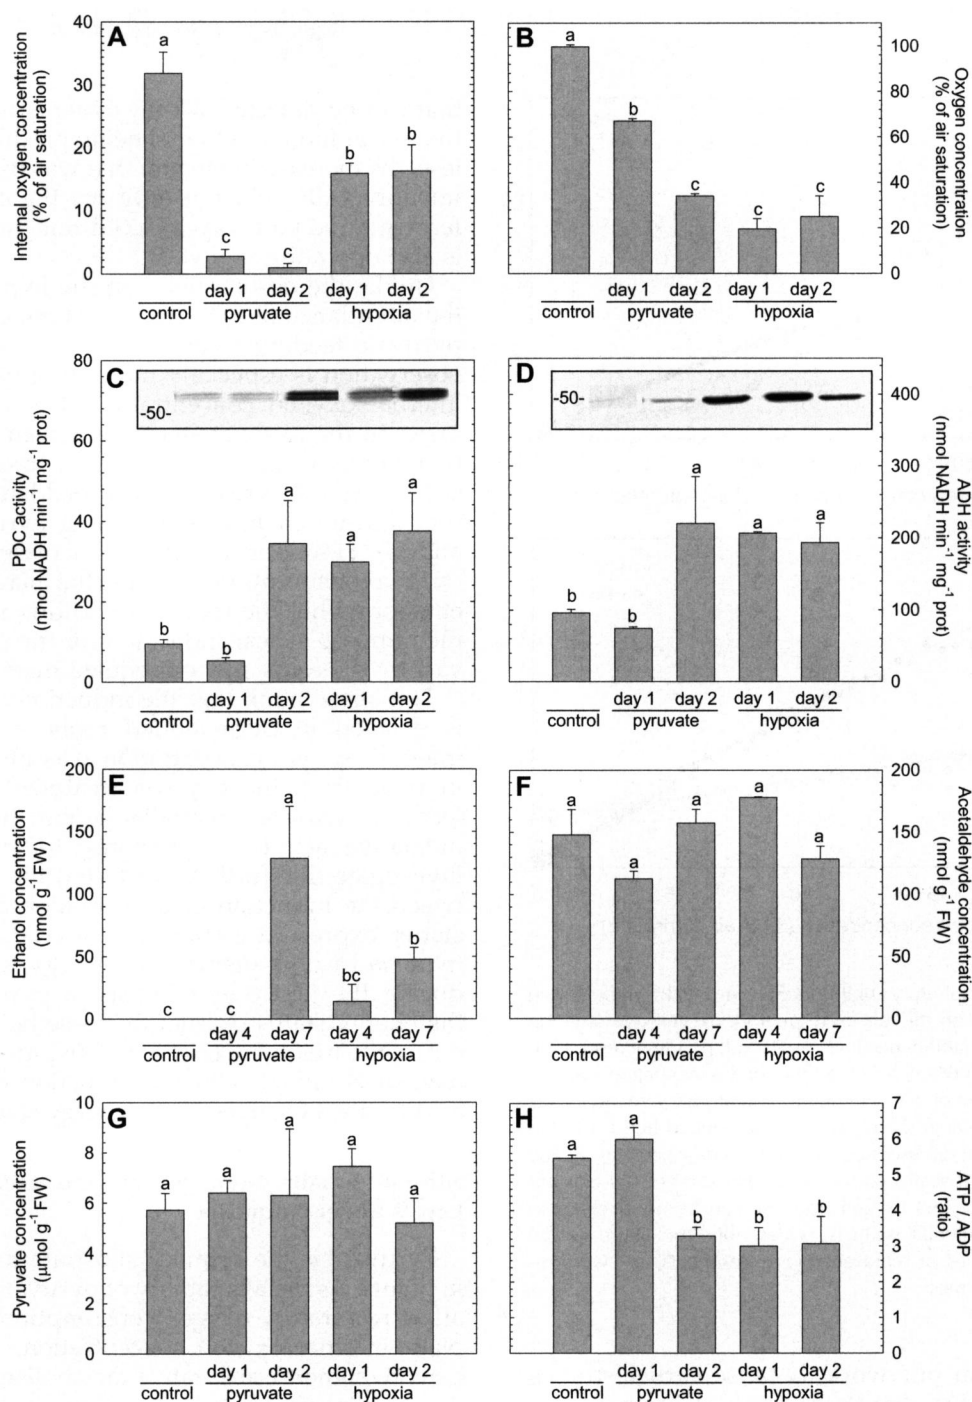 A
Internal oxygen concentration
(% of air saturation)
40
30
20
10
0
a
c
c
b
b
day 1 day 2 day 1 day 2
control pyruvate hypoxia
B
Oxygen concentration
(% of air saturation)
100
80
60
40
20
0
a
b
c
c
c
day 1 day 2 day 1 day 2
control pyruvate hypoxia
C
PDC activity
(nmol NADH min⁻¹ mg⁻¹ prot)
80
60
40
20
0
-50-
b
b
a
a
a
day 1 day 2 day 1 day 2
control pyruvate hypoxia
D
ADH activity
(nmol NADH min⁻¹ mg⁻¹ prot)
400
300
200
100
0
-50-
b
b
a
a
a
day 1 day 2 day 1 day 2
control pyruvate hypoxia
E
Ethanol concentration
(nmol g⁻¹ FW)
200
150
100
50
0
c
c
a
bc
b
day 4 day 7 day 4 day 7
control pyruvate hypoxia
F
Acetaldehyde concentration
(nmol g⁻¹ FW)
200
150
100
50
0
a
a
a
a
a
day 4 day 7 day 4 day 7
control pyruvate hypoxia
G
Pyruvate concentration
(µmol g⁻¹ FW)
10
8
6
4
2
0
a
a
a
a
a
day 1 day 2 day 1 day 2
control pyruvate hypoxia
H
ATP / ADP
(ratio)
7
6
5
4
3
2
1
0
a
a
b
b
b
day 1 day 2 day 1 day 2
control pyruvate hypoxia